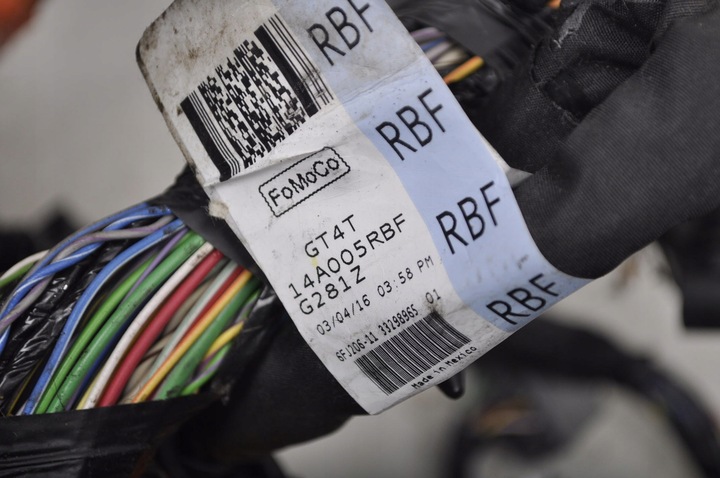 RBF
RBF
RBF
RBF
FoMoCo
GT4T
14A005RBF
G281Z
03/04/16 03:58 PM
6FJ206-11 33298965 01
Made in Mexico